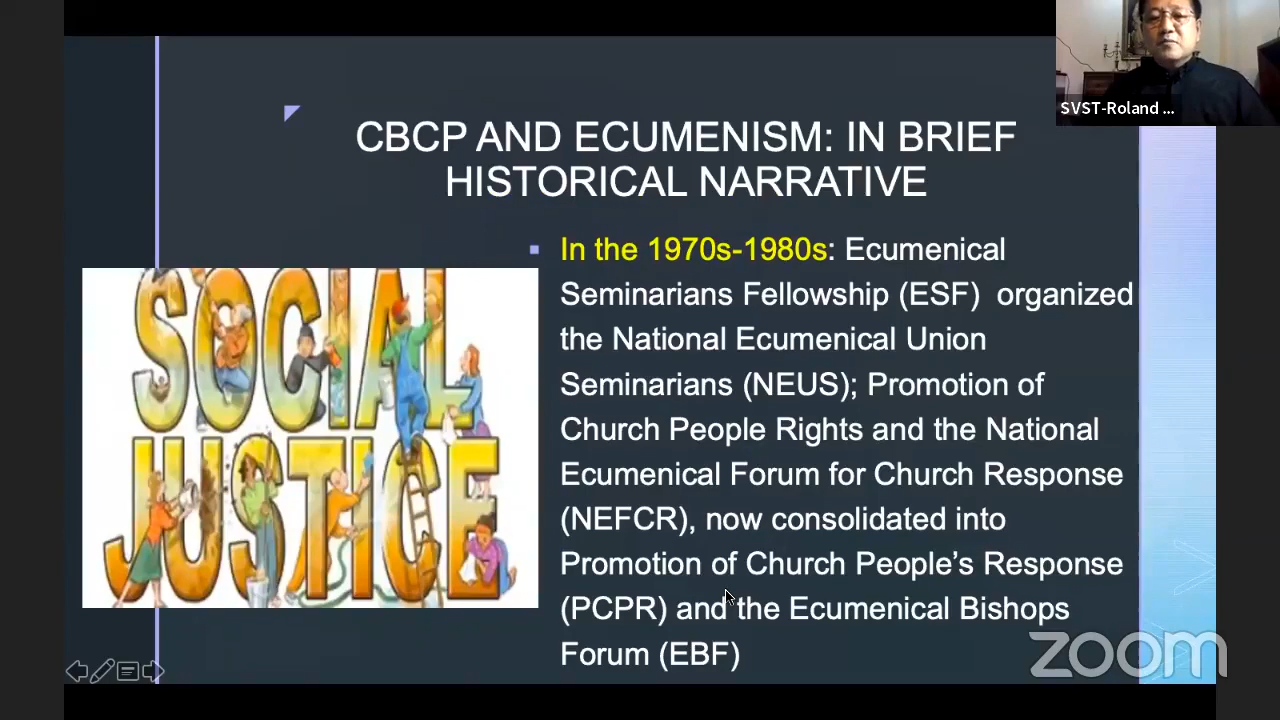 SVST-Roland ...
CBCP AND ECUMENISM: IN BRIEF
HISTORICAL NARRATIVE
In the 1970s-1980s: Ecumenical
Seminarians Fellowship (ESF) organized
the National Ecumenical Union
Seminarians (NEUS); Promotion of
Church People Rights and the National
Ecumenical Forum for Church Response
(NEFCR), now consolidated into
Promotion of Church People’s Response
(PCPR) and the Ecumenical Bishops
Forum (EBF)
SOCIAL
JUSTICE
zoom